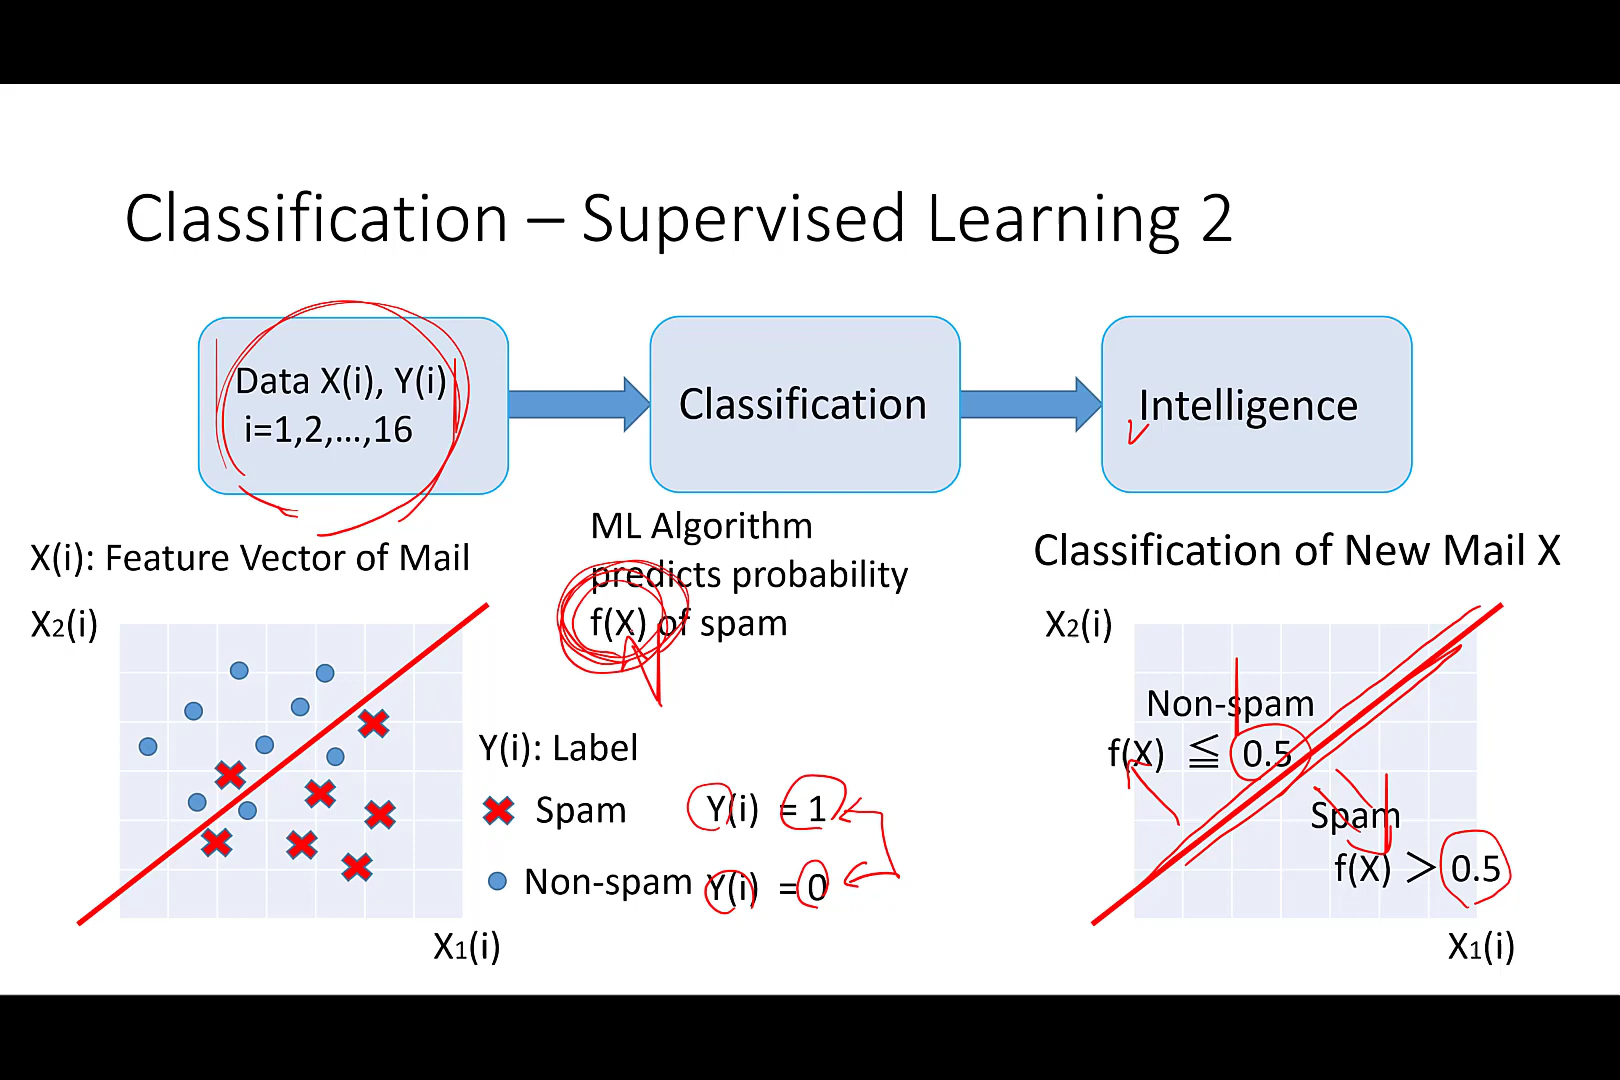 Classification – Supervised Learning 2
Data X(i), Y(i)
i=1,2,...,16
Classification
Intelligence
X(i): Feature Vector of Mail
ML Algorithm
predicts probability
f(X) of spam
Classification of New Mail X
X2(i)
X1(i)
Y(i): Label
Spam Y(i) = 1
Non-spam Y(i) = 0
X2(i)
Non-spam
f(X) ≦ 0.5
Spam
f(X) > 0.5
X1(i)